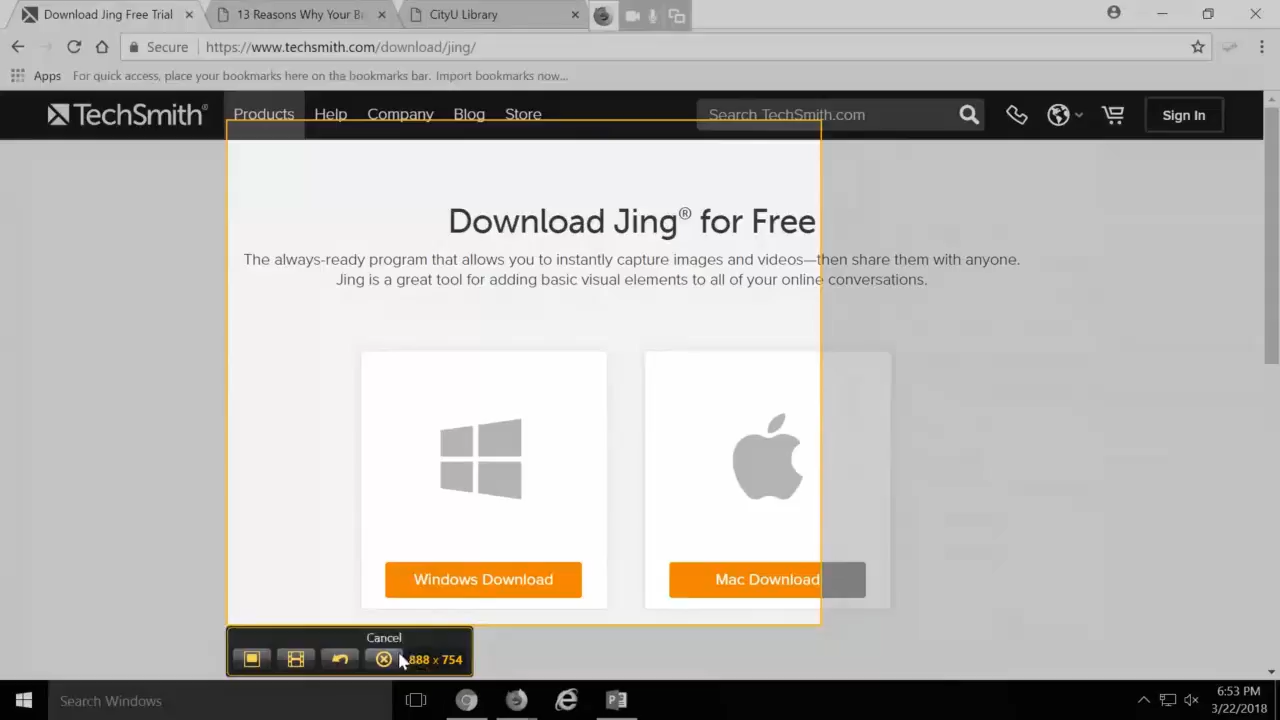 Download Jing Free Trial
13 Reasons Why Your Br
CityU Library
Secure
https://www.techsmith.com/download/jing/
Apps
For quick access, place your bookmarks here on the bookmarks bar. Import bookmarks now...
TechSmith®
Products
Help
Company
Blog
Store
Search TechSmith.com
Sign In
Download Jing® for Free
The always-ready program that allows you to instantly capture images and videos—then share them with anyone.
Jing is a great tool for adding basic visual elements to all of your online conversations.
Windows Download
Mac Download
Cancel
888 x 754
Search Windows
6:53 PM
3/22/2018